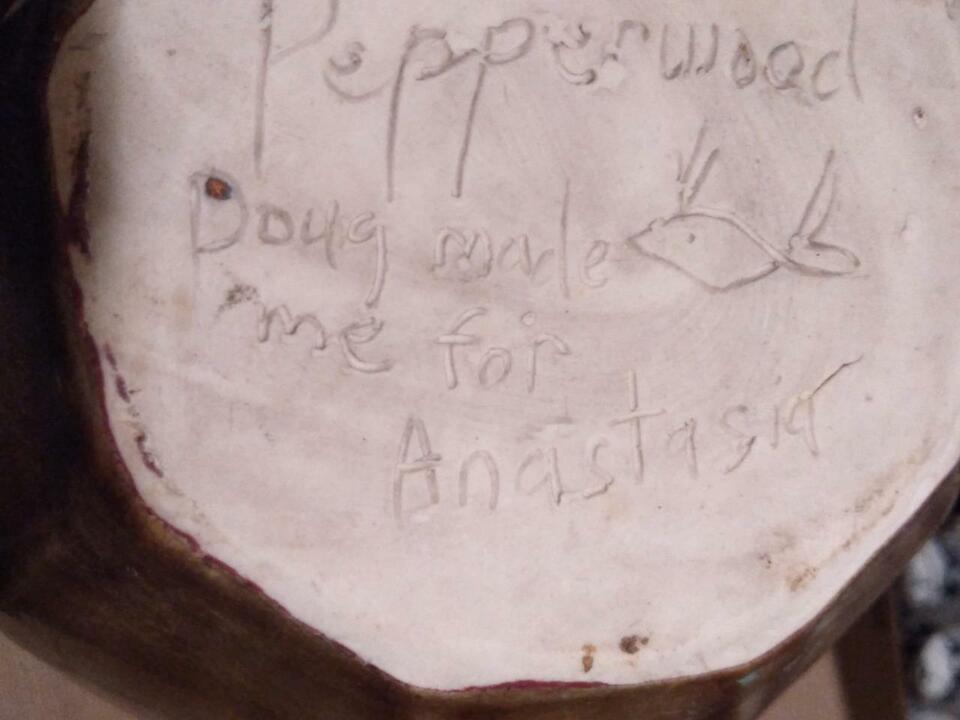 Pepperwood
Doug made
me for
Anastasia